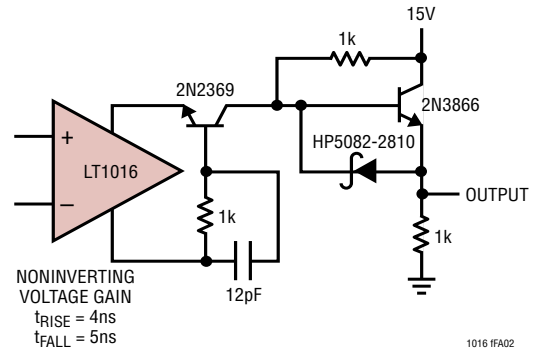 15V
1k
2N2369
2N3866
HP5082-2810
+
LT1016
−
OUTPUT
1k
1k
12pF
NONINVERTING
VOLTAGE GAIN
tRISE = 4ns
tFALL = 5ns
1016 fFA02